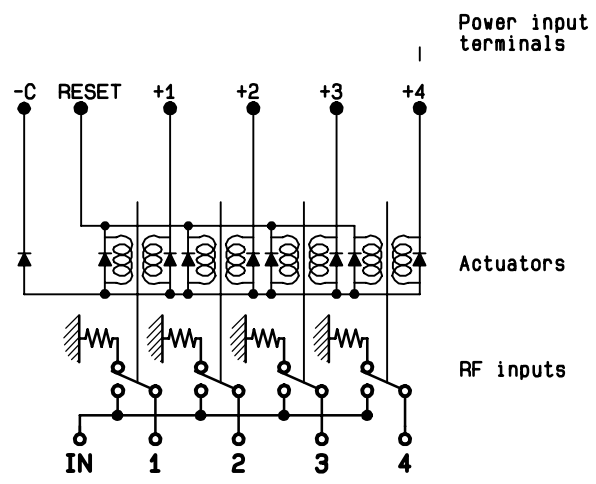 Power input
terminals
-C RESET +1 +2 +3 +4
Actuators
RF inputs
IN 1 2 3 4